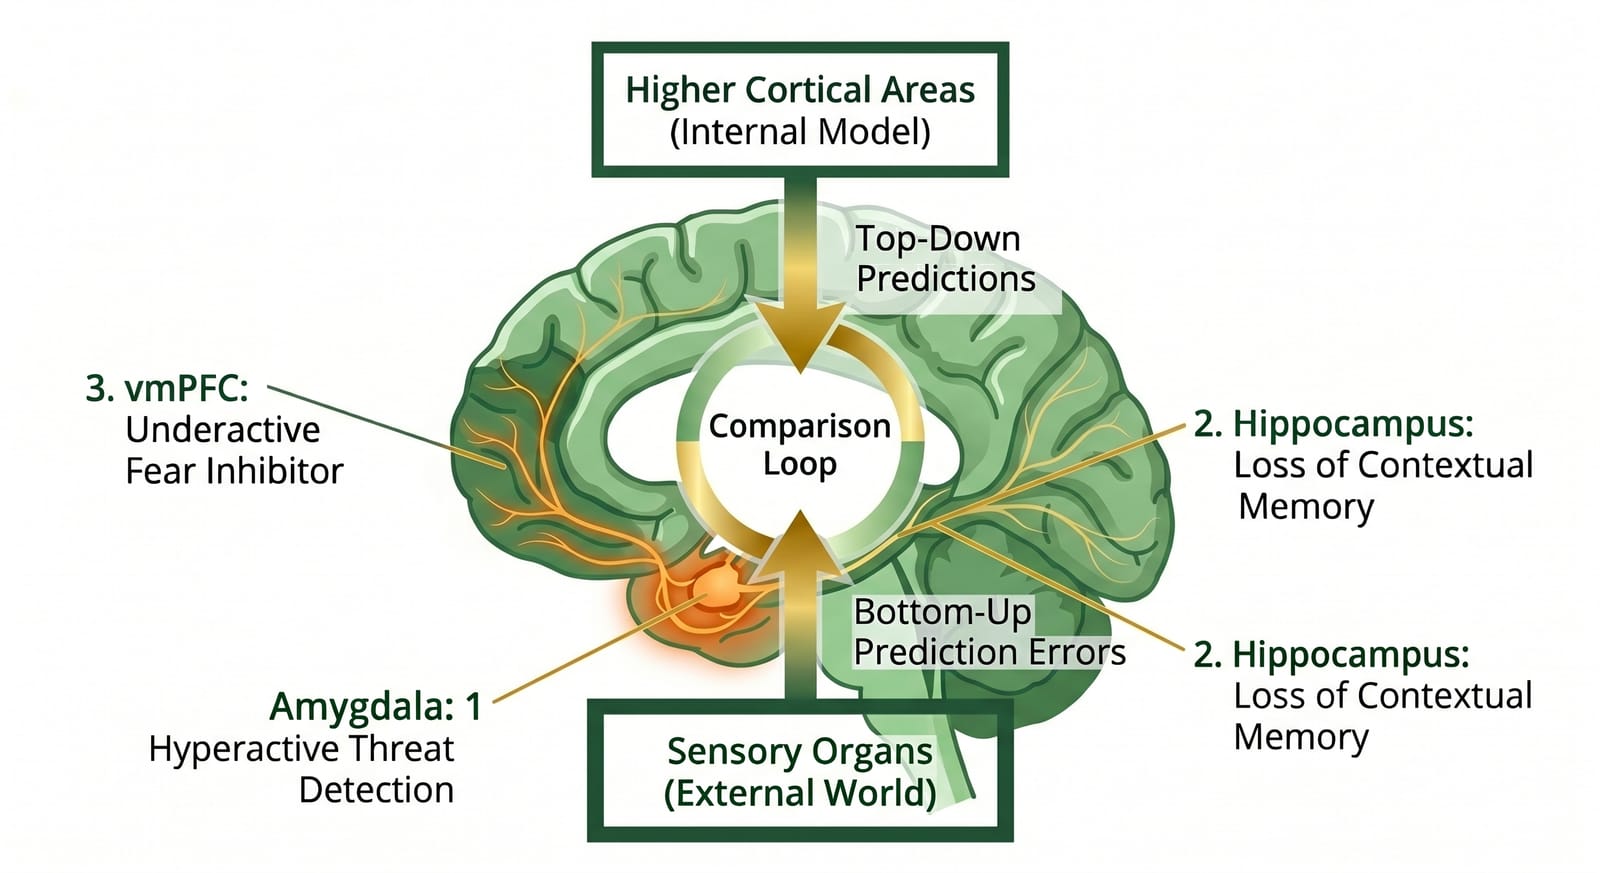 Higher Cortical Areas
(Internal Model)
Top-Down
Predictions
3. vmPFC:
Underactive
Fear Inhibitor
Comparison
Loop
2. Hippocampus:
Loss of Contextual
Memory
Bottom-Up
Prediction Errors
2. Hippocampus:
Loss of Contextual
Memory
Amygdala: 1
Hyperactive Threat
Detection
Sensory Organs
(External World)